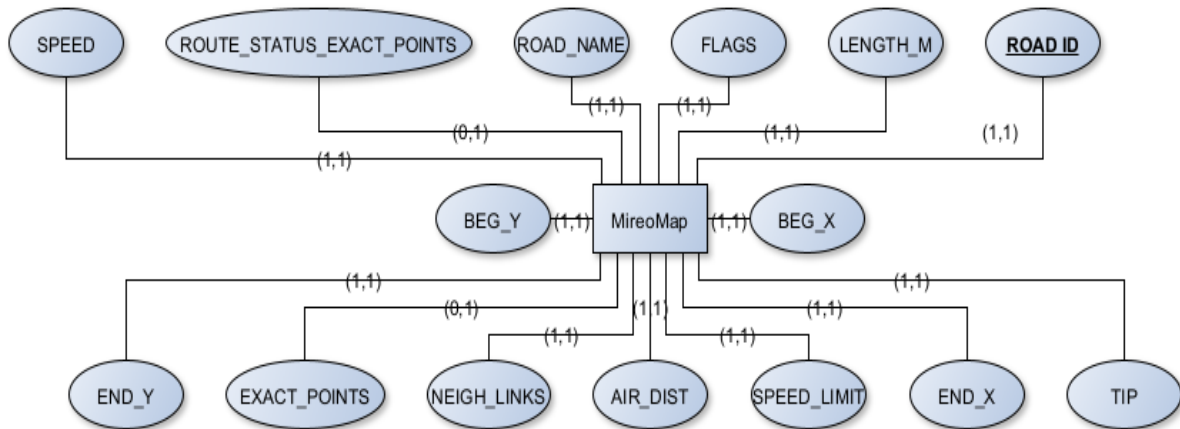 SPEED
ROUTE_STATUS_EXACT_POINTS
ROAD_NAME
FLAGS
LENGTH_M
ROAD ID
(1,1)
(1,1)
(0,1)
(1,1)
(1,1)
(1,1)
BEG_Y
(1,1)
MireoMap
(1,1)
BEG_X
(1,1)
(1,1)
(1,1)
(0,1)
(1,1)
(1,1)
(1,1)
(1,1)
END_Y
EXACT_POINTS
NEIGH_LINKS
AIR_DIST
SPEED_LIMIT
END_X
TIP